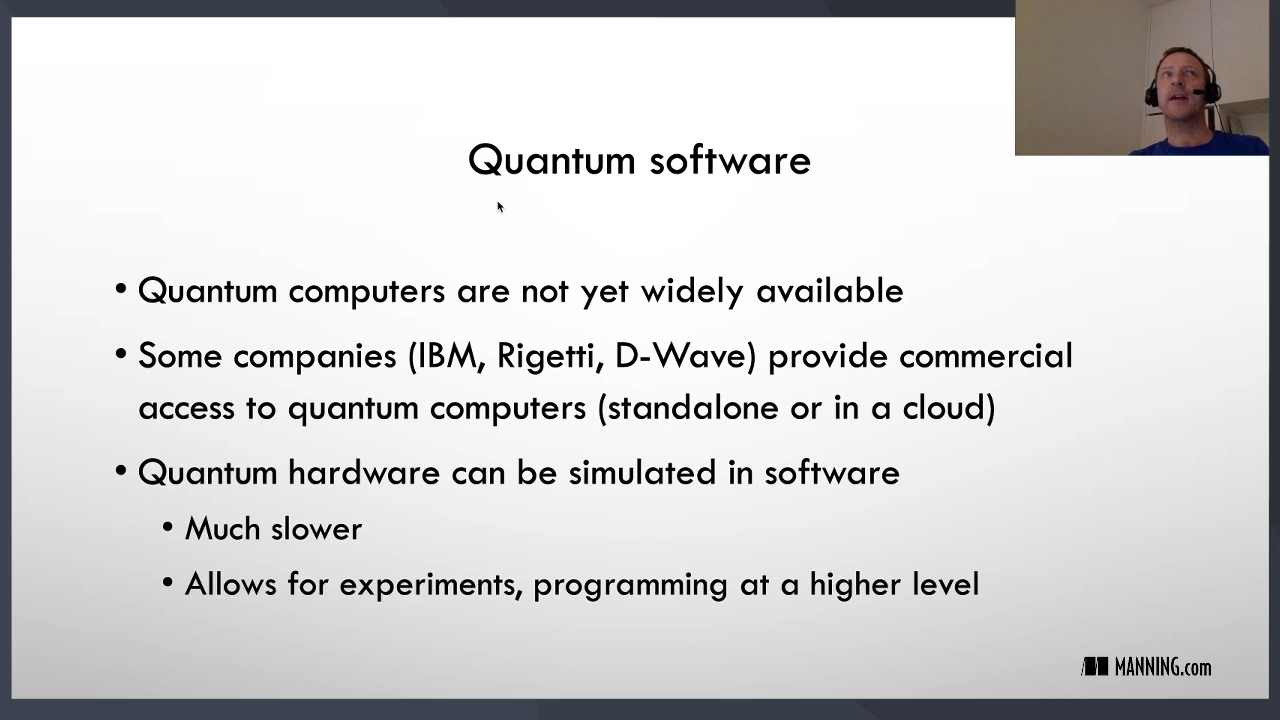 Quantum software
• Quantum computers are not yet widely available
• Some companies (IBM, Rigetti, D-Wave) provide commercial
access to quantum computers (standalone or in a cloud)
• Quantum hardware can be simulated in software
• Much slower
• Allows for experiments, programming at a higher level
MANNING.com